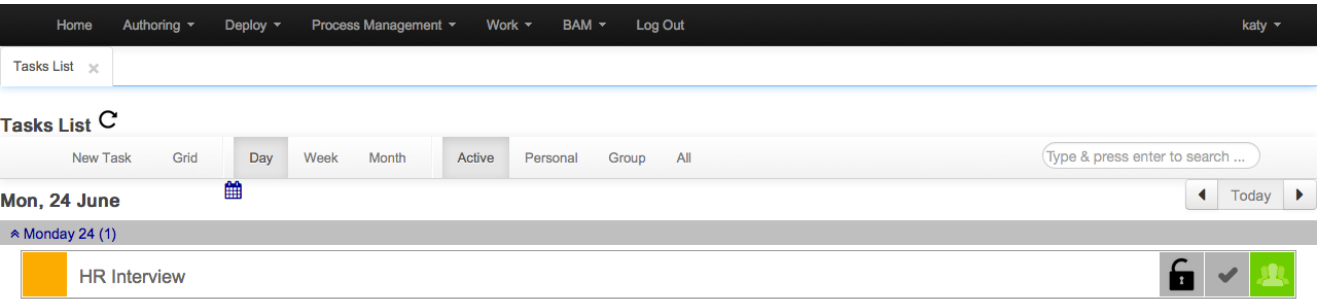 Home Authoring Deploy Process Management Work BAM Log Out katy
Tasks List
Tasks List
New Task Grid Day Week Month Active Personal Group All Type & press enter to search ...
Mon, 24 June Today
Monday 24 (1)
HR Interview